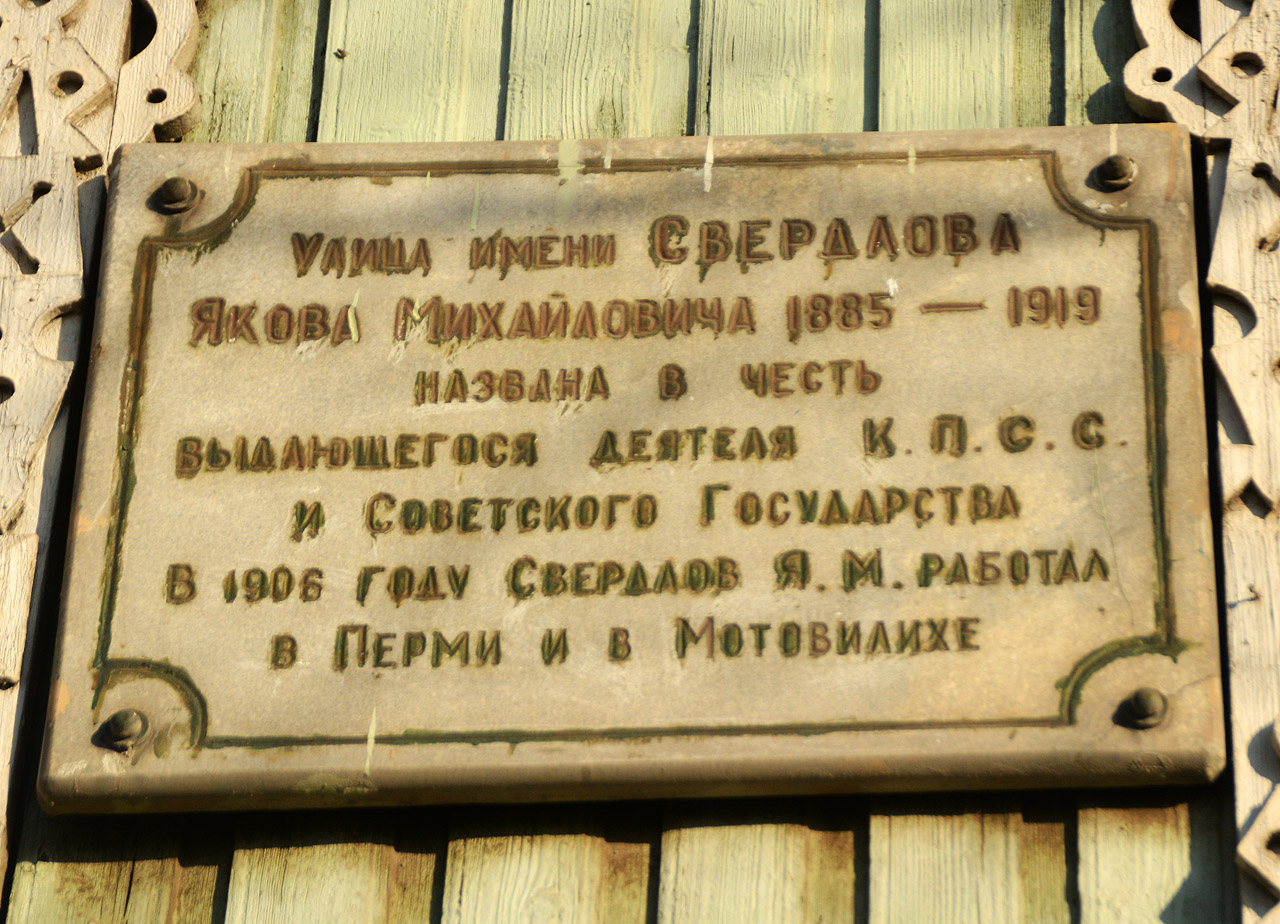 Улица имени Свердлова
Якова Михайловича 1885 — 1919
названа в честь
выдающегося деятеля К.П.С.С.
и Советского Государства
В 1906 году Свердлов Я.М. работал
в Перми и в Мотовилихе